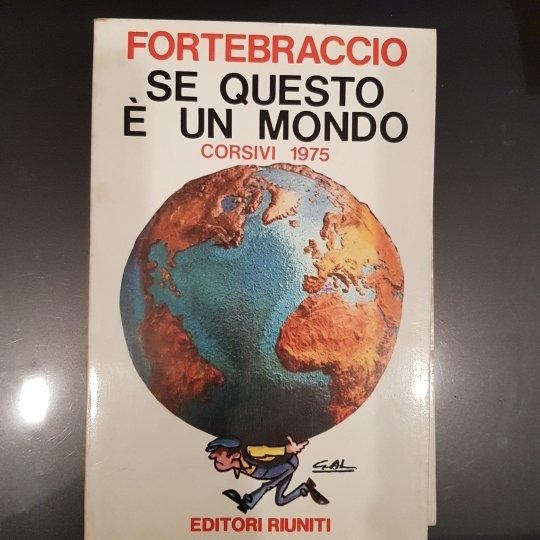 FORTEBRACCIO
SE QUESTO
È UN MONDO
CORSIVI 1975
GAL
EDITORI RIUNITI